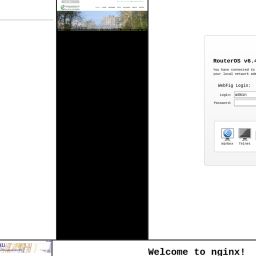 RouterOS v6.4
You have connected to
your local network adm
WebFig Login:
Login: admin
Password:
WinBox Telnet
Welcome to nginx!